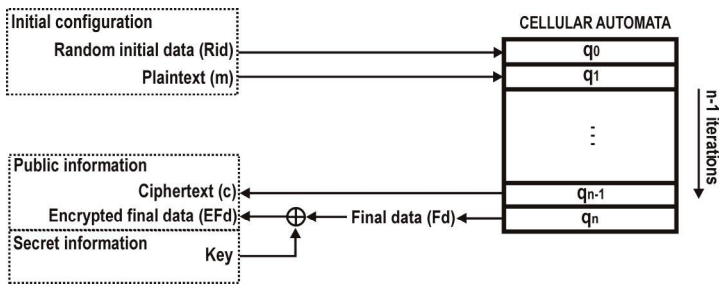 Initial configuration
Random initial data (Rid)
Plaintext (m)
CELLULAR AUTOMATA
q0
q1
⋮
n-1 iterations
qn-1
qn
Public information
Ciphertext (c)
Encrypted final data (EFd)
Final data (Fd)
Secret information
Key